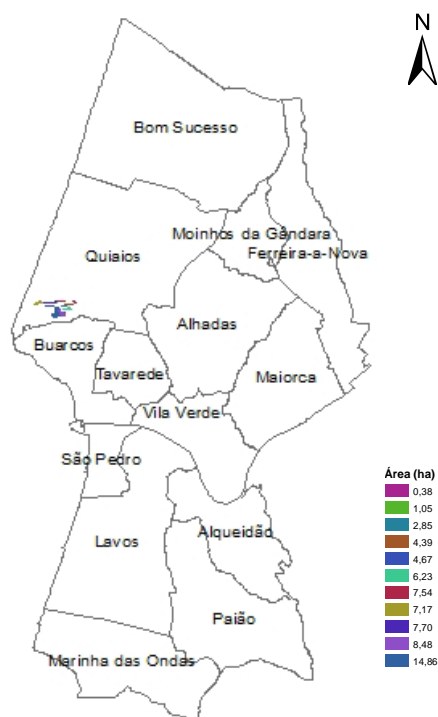 N
Bom Sucesso
Moinhos da Gândara
Ferreira-a-Nova
Quiaios
Alhadas
Buarcos
Tavarede
Maiorca
Vila Verde
São Pedro
Alqueidão
Lavos
Paião
Marinha das Ondas
Área (ha)
0,38
1,05
2,85
4,39
4,67
6,23
7,54
7,17
7,70
8,48
14,86